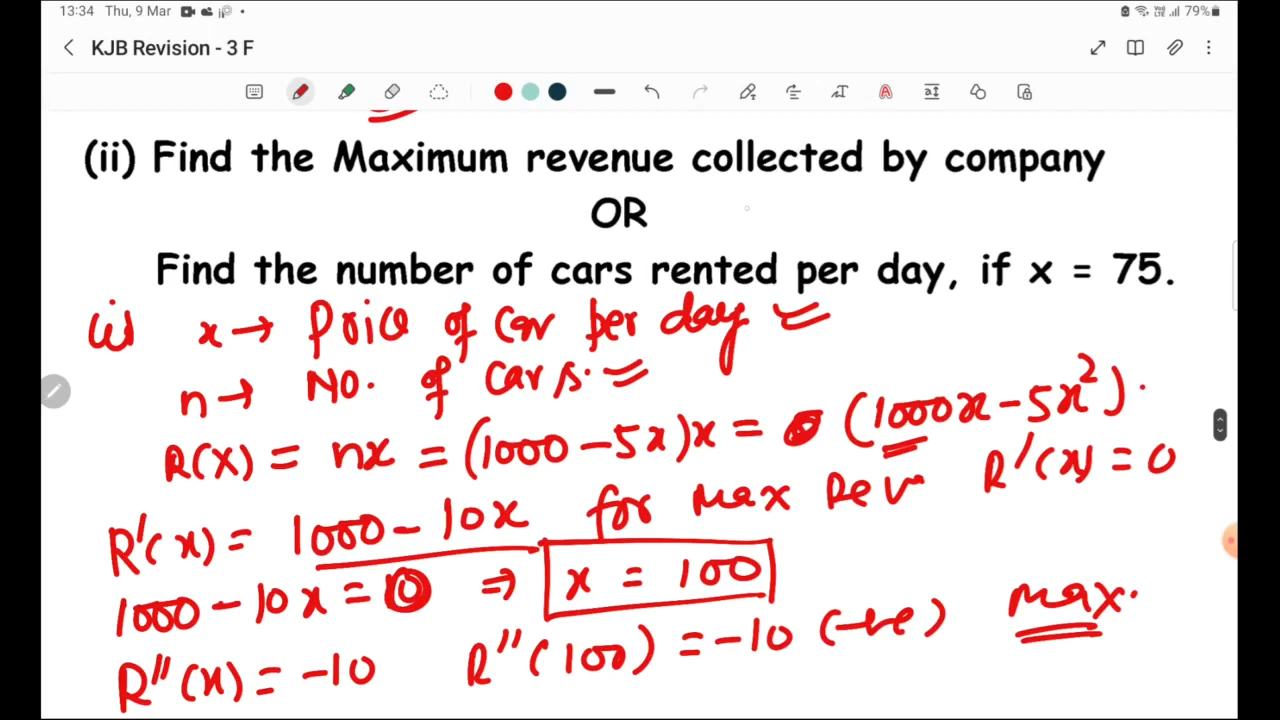 13:34 Thu, 9 Mar
79%
KJB Revision - 3 F
(ii) Find the Maximum revenue collected by company
OR
Find the number of cars rented per day, if x = 75.
(i) x → Price of car per day
n → No. of cars.
R(x) = nx = (1000 - 5x)x = (1000x - 5x²).
R'(x) = 1000 - 10x for Max Rev R'(x) = 0
1000 - 10x = 0 ⇒ x = 100
R''(x) = -10 R''(100) = -10 (-ve) Max.